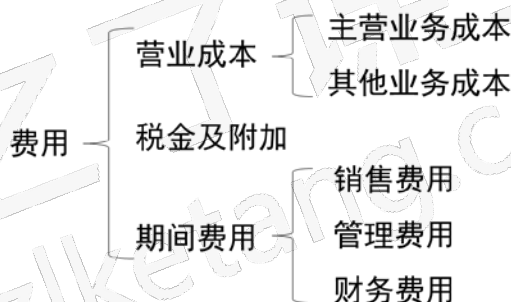 主营业务成本
营业成本
其他业务成本
税金及附加
费用
销售费用
期间费用
管理费用
财务费用